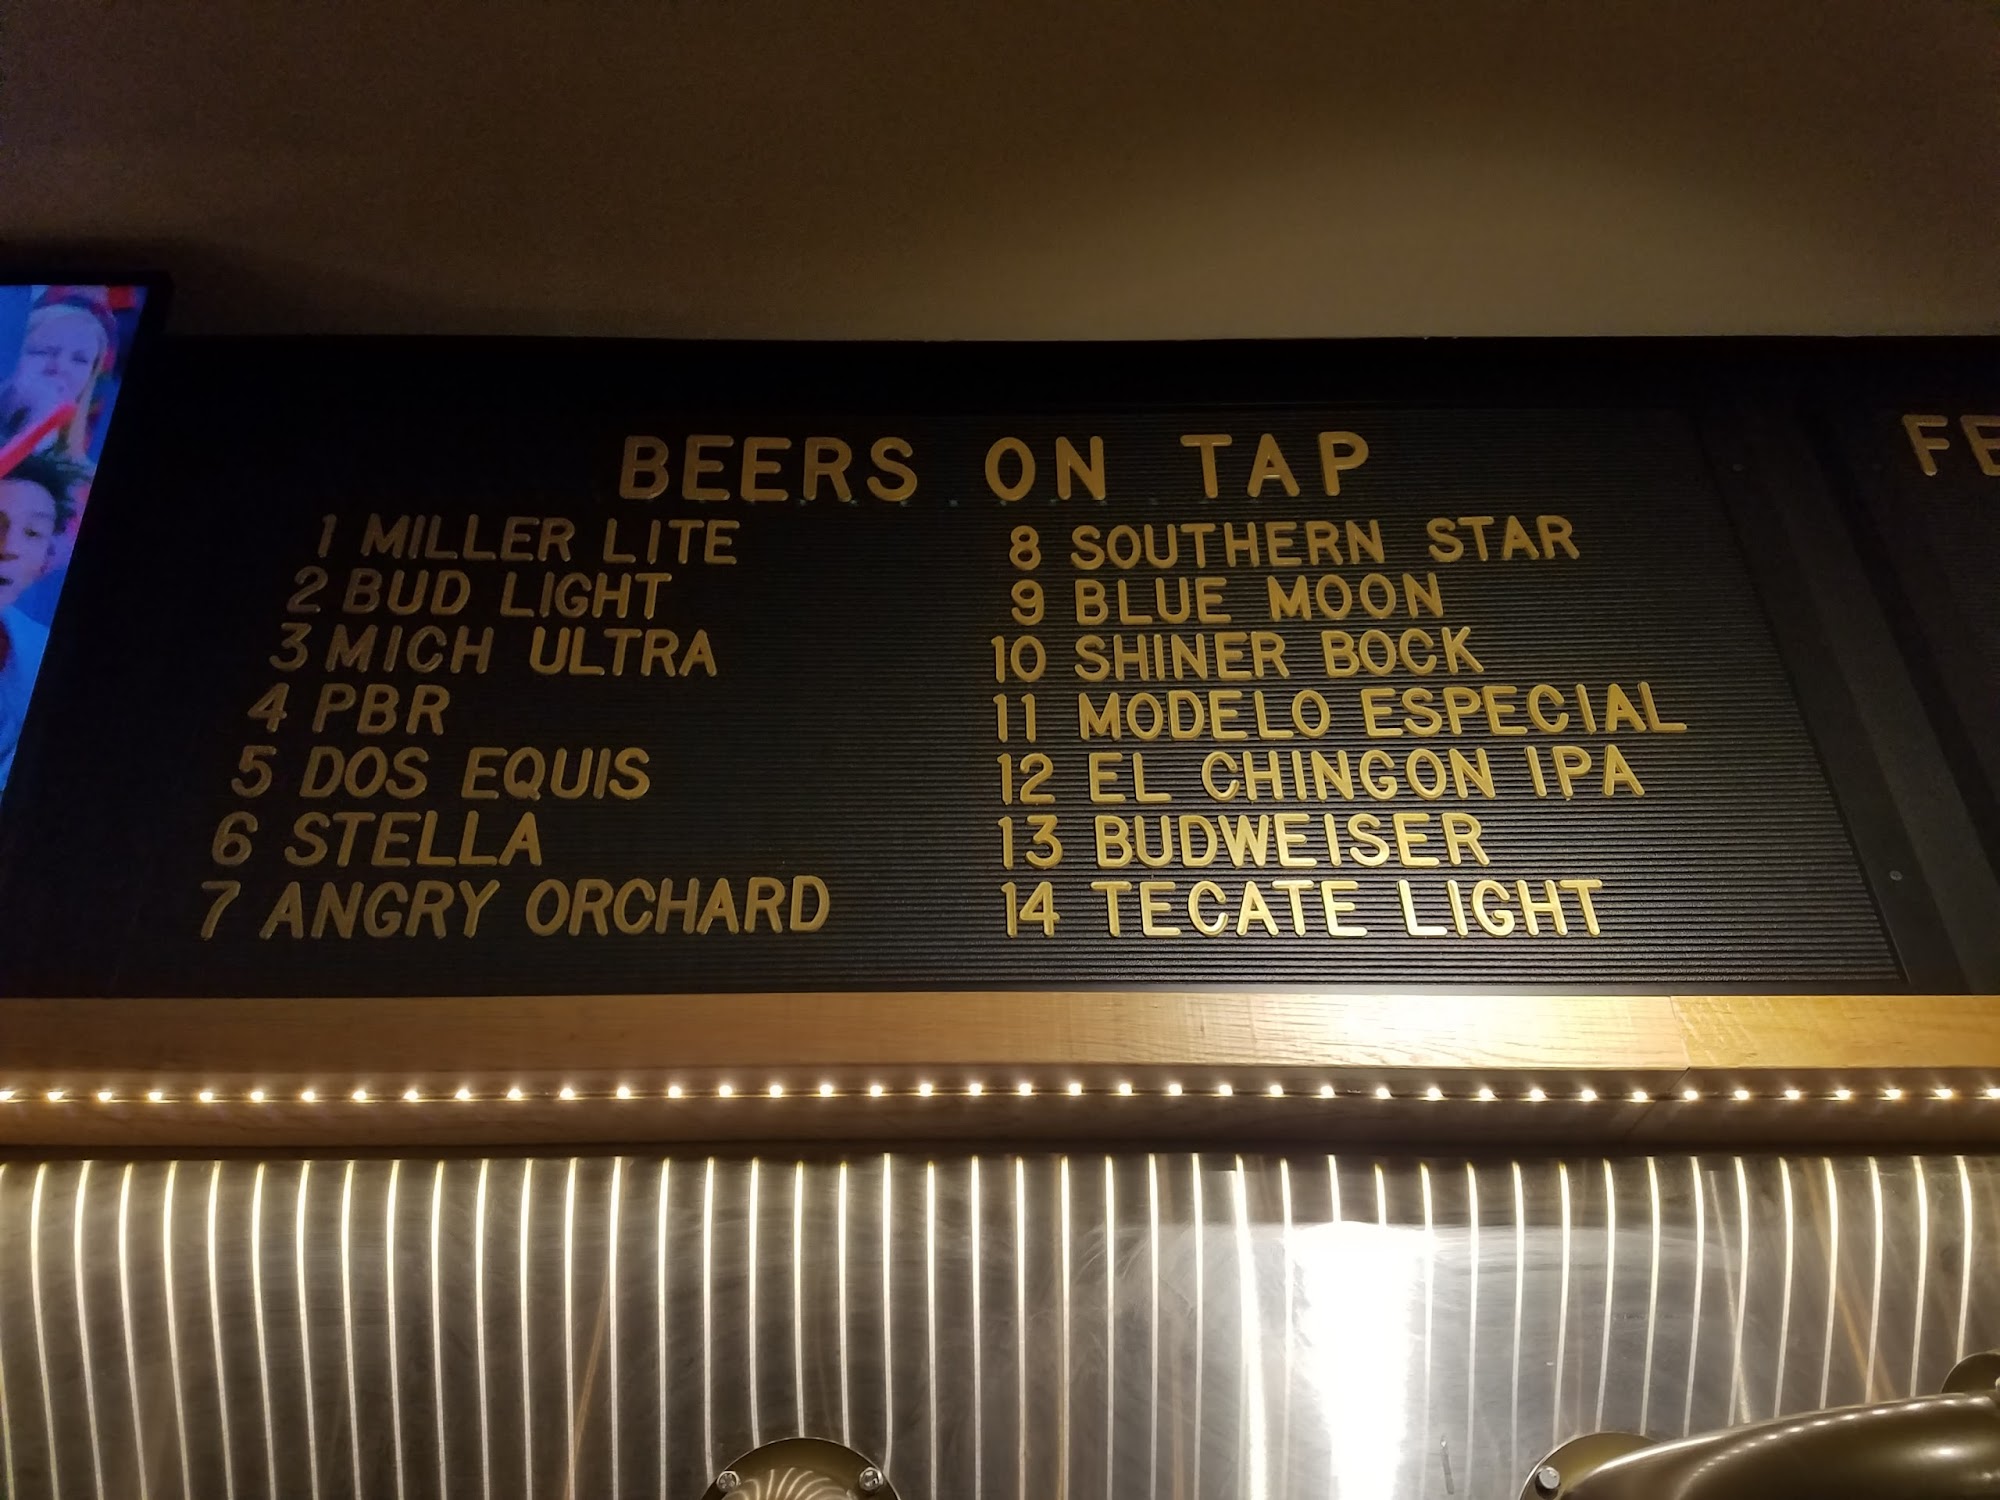 BEERS ON TAP
1 MILLER LITE
2 BUD LIGHT
3 MICH ULTRA
4 PBR
5 DOS EQUIS
6 STELLA
7 ANGRY ORCHARD
8 SOUTHERN STAR
9 BLUE MOON
10 SHINER BOCK
11 MODELO ESPECIAL
12 EL CHINGON IPA
13 BUDWEISER
14 TECATE LIGHT